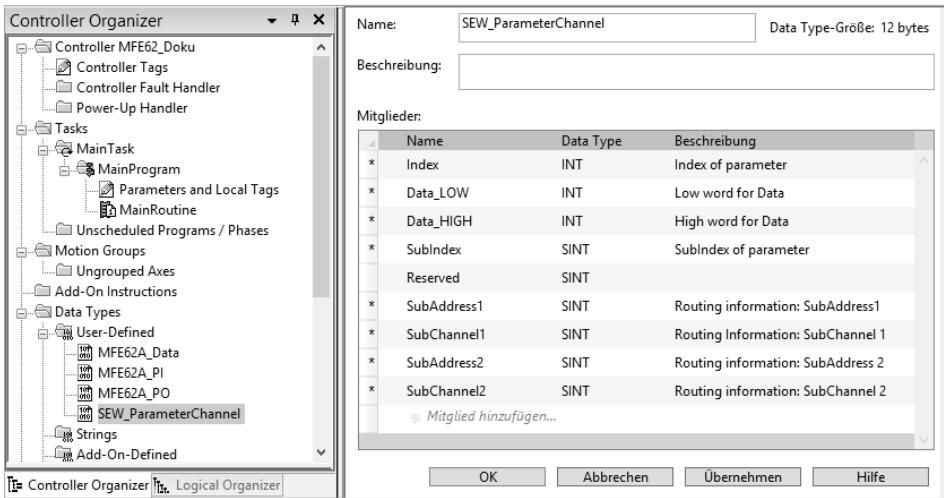 Controller Organizer
Controller MFE62_Doku
Controller Tags
Controller Fault Handler
Power-Up Handler
Tasks
MainTask
MainProgram
Parameters and Local Tags
MainRoutine
Unscheduled Programs / Phases
Motion Groups
Ungrouped Axes
Add-On Instructions
Data Types
User-Defined
MFE62A_Data
MFE62A_PI
MFE62A_PO
SEW_ParameterChannel
Strings
Add-On-Defined
Controller Organizer Logical Organizer
Name: SEW_ParameterChannel Data Type-Größe: 12 bytes
Beschreibung:
Mitglieder:
Name Data Type Beschreibung
* Index INT Index of parameter
* Data_LOW INT Low word for Data
* Data_HIGH INT High word for Data
* SubIndex SINT SubIndex of parameter
Reserved SINT
* SubAddress1 SINT Routing information: SubAddress1
* SubChannel1 SINT Routing Information: SubChannel 1
* SubAddress2 SINT Routing information: SubAddress 2
* SubChannel2 SINT Routing information: SubChannel 2
Mitglied hinzufügen...
OK Abbrechen Übernehmen Hilfe